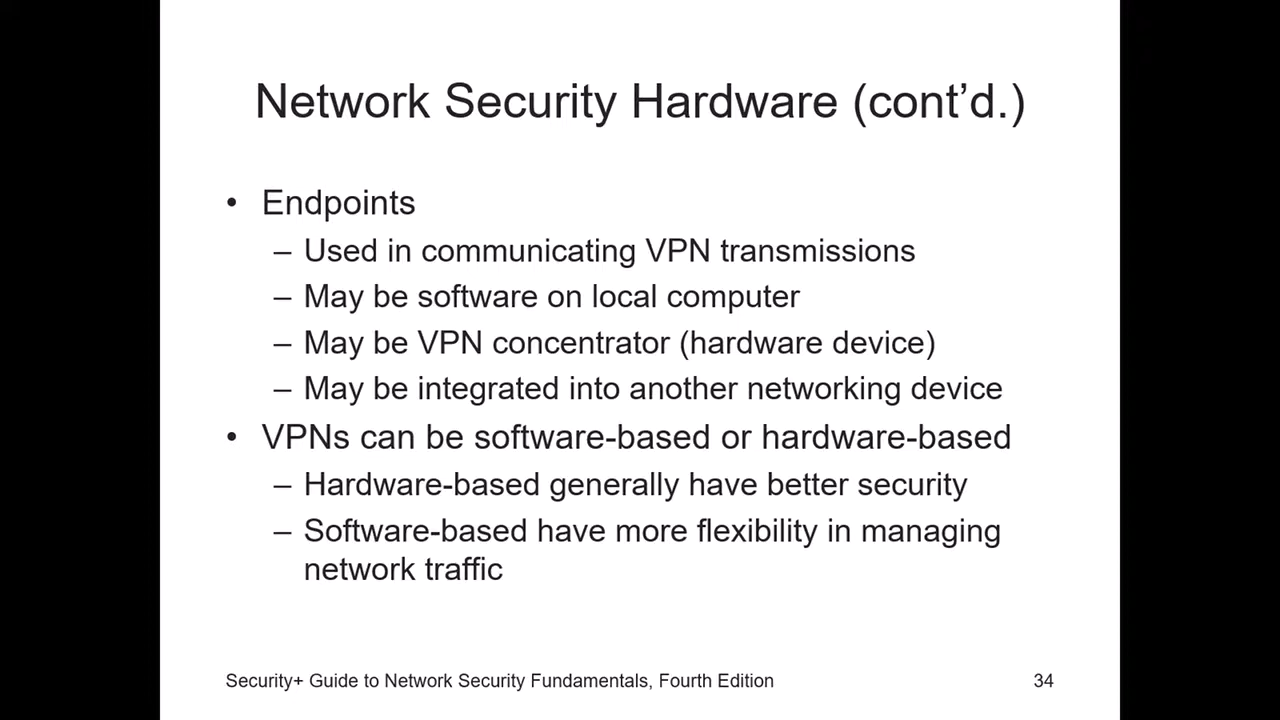 Network Security Hardware (cont’d.)
• Endpoints
– Used in communicating VPN transmissions
– May be software on local computer
– May be VPN concentrator (hardware device)
– May be integrated into another networking device
• VPNs can be software-based or hardware-based
– Hardware-based generally have better security
– Software-based have more flexibility in managing
network traffic
Security+ Guide to Network Security Fundamentals, Fourth Edition
34